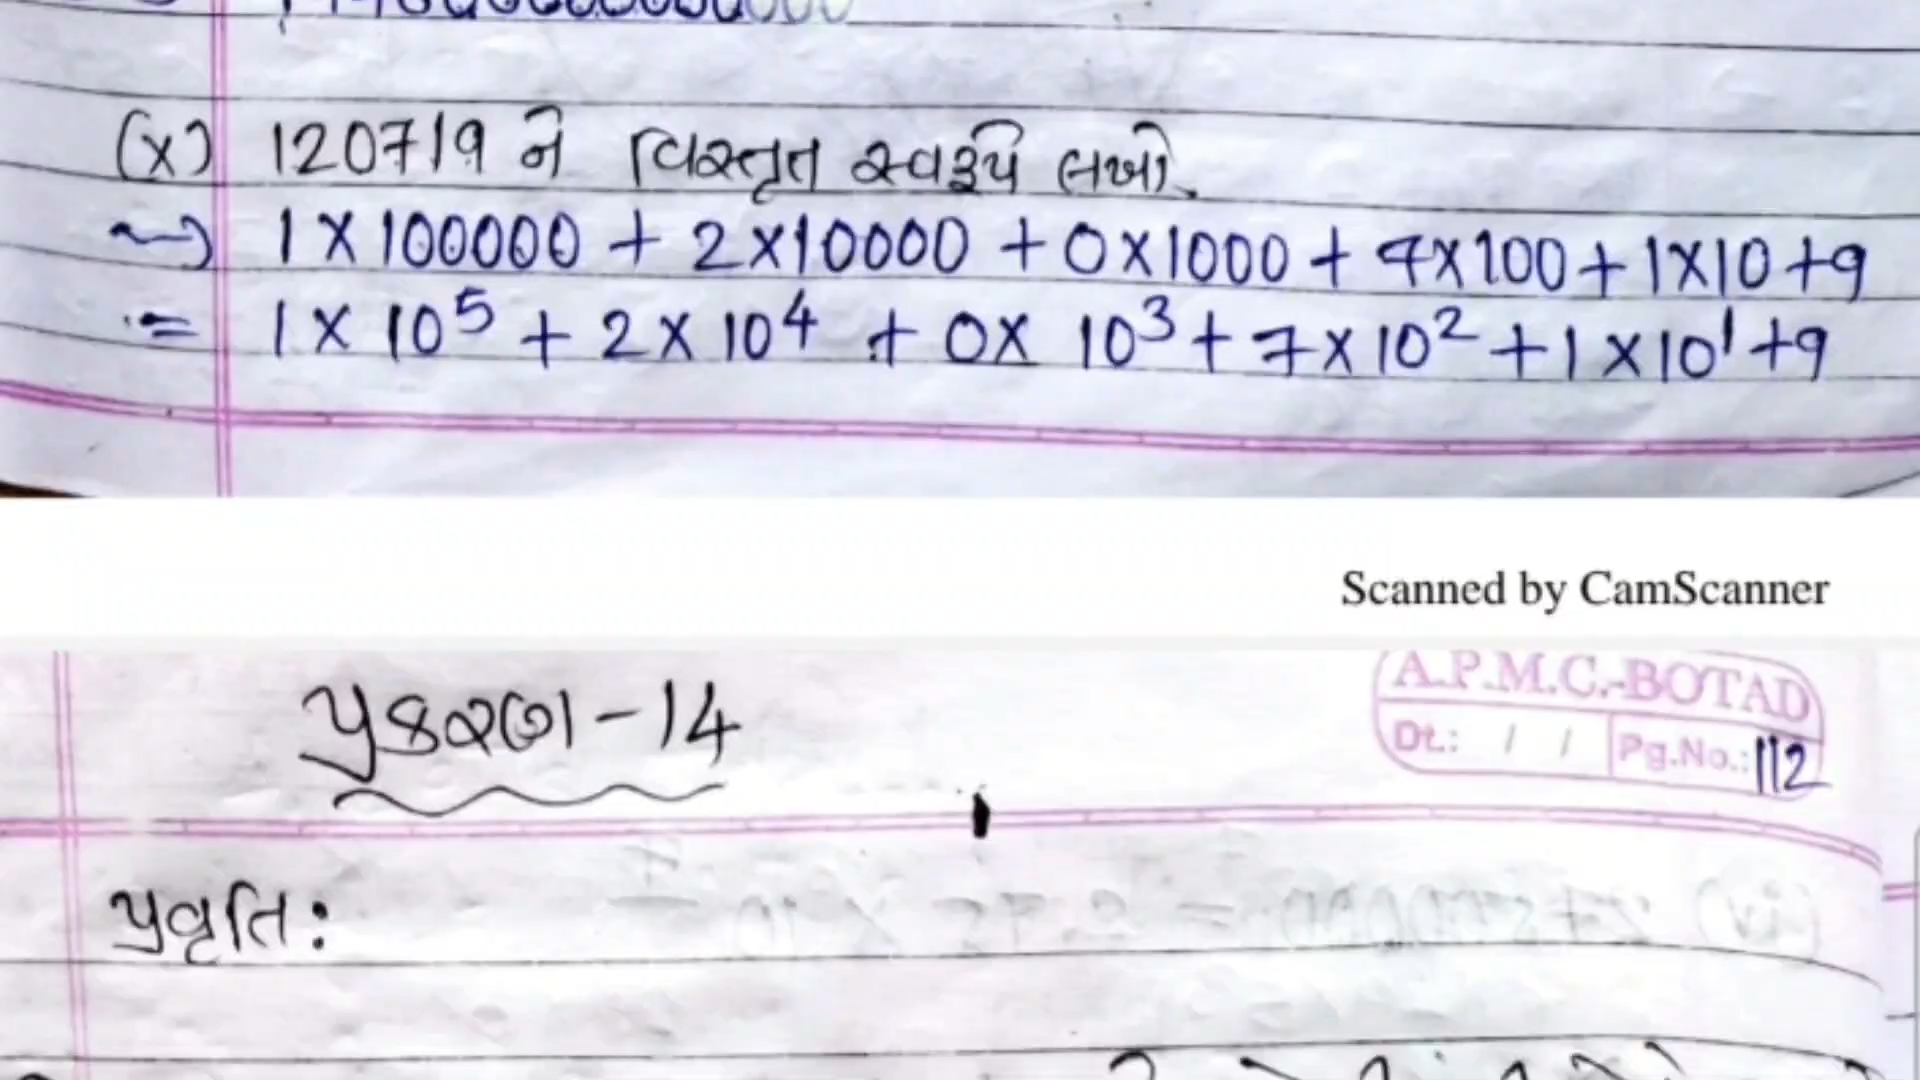 (x) 120719 ને વિસ્તૃત સ્વરૂપે લખો.
→ 1 X 100000 + 2 X 10000 + 0 X 1000 + 7 X 100 + 1 X 10 + 9
∴ = 1 X 10⁵ + 2 X 10⁴ + 0 X 10³ + 7 X 10² + 1 X 10¹ + 9
Scanned by CamScanner
A.P.M.C.-BOTAD
પ્રકરણ - 14
Dt.: / / Pg.No.: 112
પ્રવૃતિ :